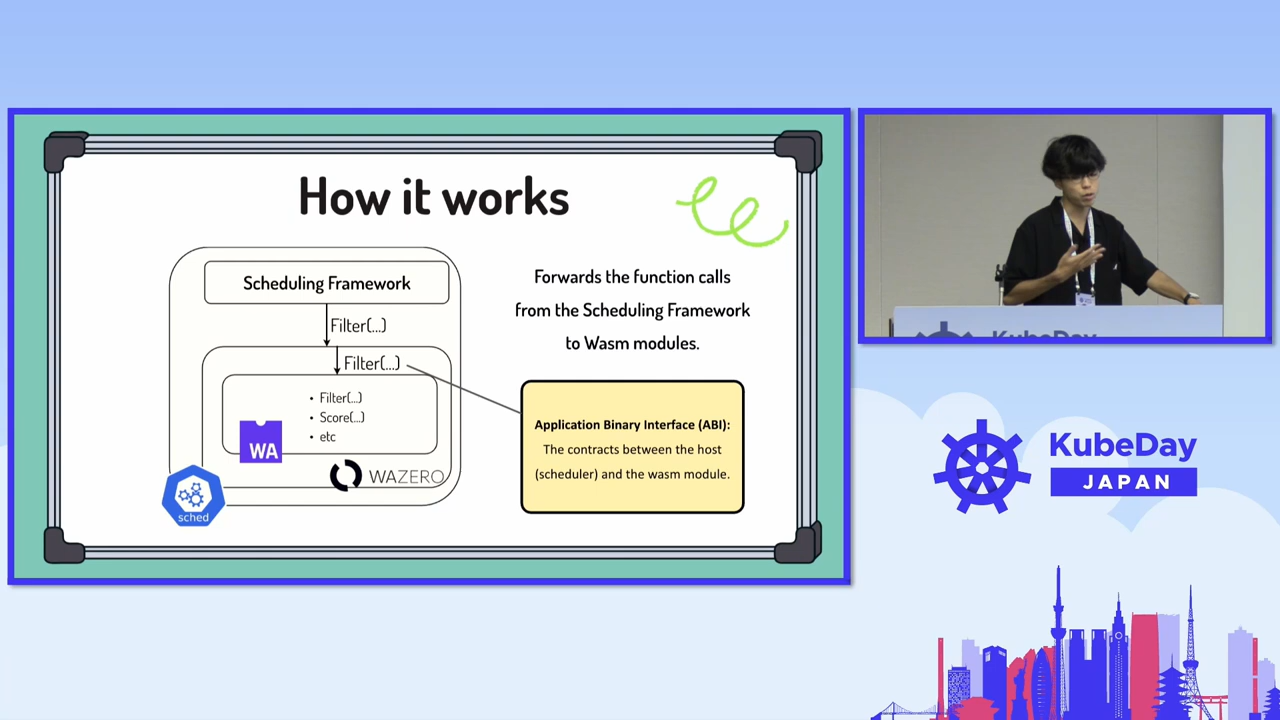 How it works
Scheduling Framework
Filter(...)
Filter(...)
• Filter(...)
• Score(...)
• etc
WA
WAZERO
sched
Forwards the function calls
from the Scheduling Framework
to Wasm modules.
Application Binary Interface (ABI):
The contracts between the host
(scheduler) and the wasm module.
KubeDay
KubeDay
JAPAN